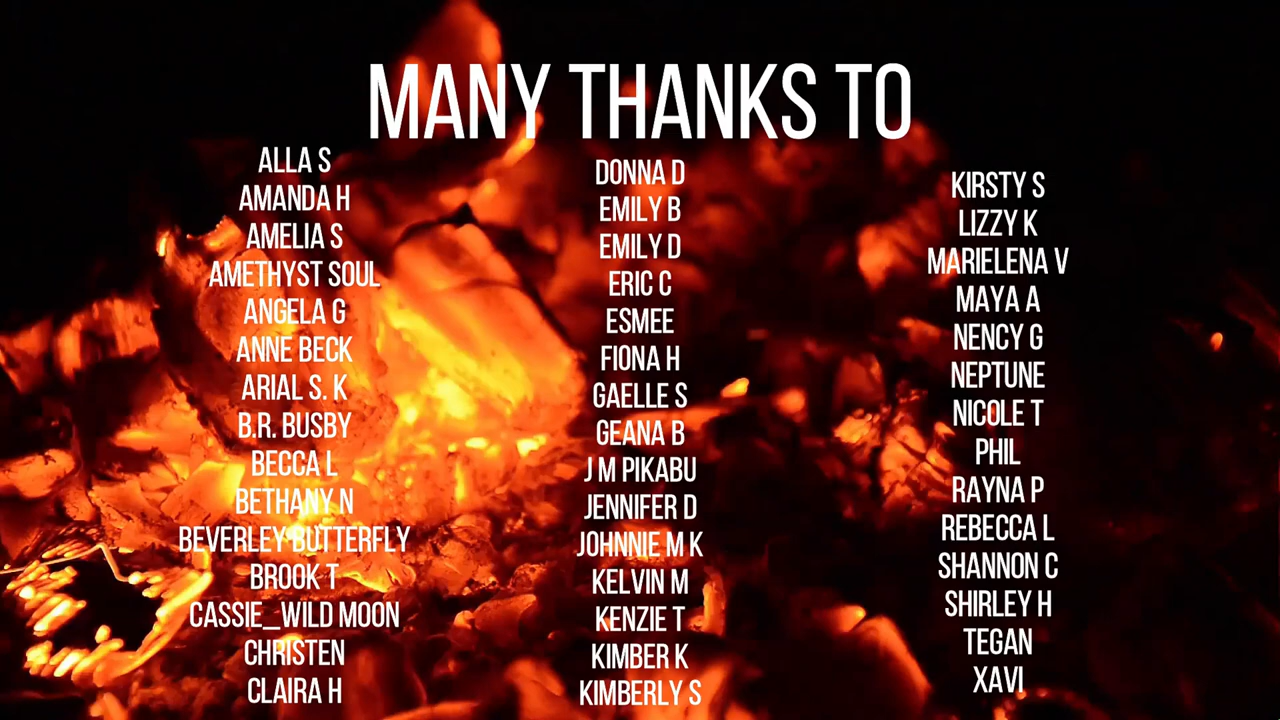 MANY THANKS TO
ALLA S
AMANDA H
AMELIA S
AMETHYST SOUL
ANGELA G
ANNE BECK
ARIAL S. K
B.R. BUSBY
BECCA L
BETHANY N
BEVERLEY BUTTERFLY
BROOK T
CASSIE_WILD MOON
CHRISTEN
CLAIRA H
DONNA D
EMILY B
EMILY D
ERIC C
ESMEE
FIONA H
GAELLE S
GEANA B
J M PIKABU
JENNIFER D
JOHNNIE M K
KELVIN M
KENZIE T
KIMBER K
KIMBERLY S
KIRSTY S
LIZZY K
MARIELENA V
MAYA A
NENCY G
NEPTUNE
NICOLE T
PHIL
RAYNA P
REBECCA L
SHANNON C
SHIRLEY H
TEGAN
XAVI